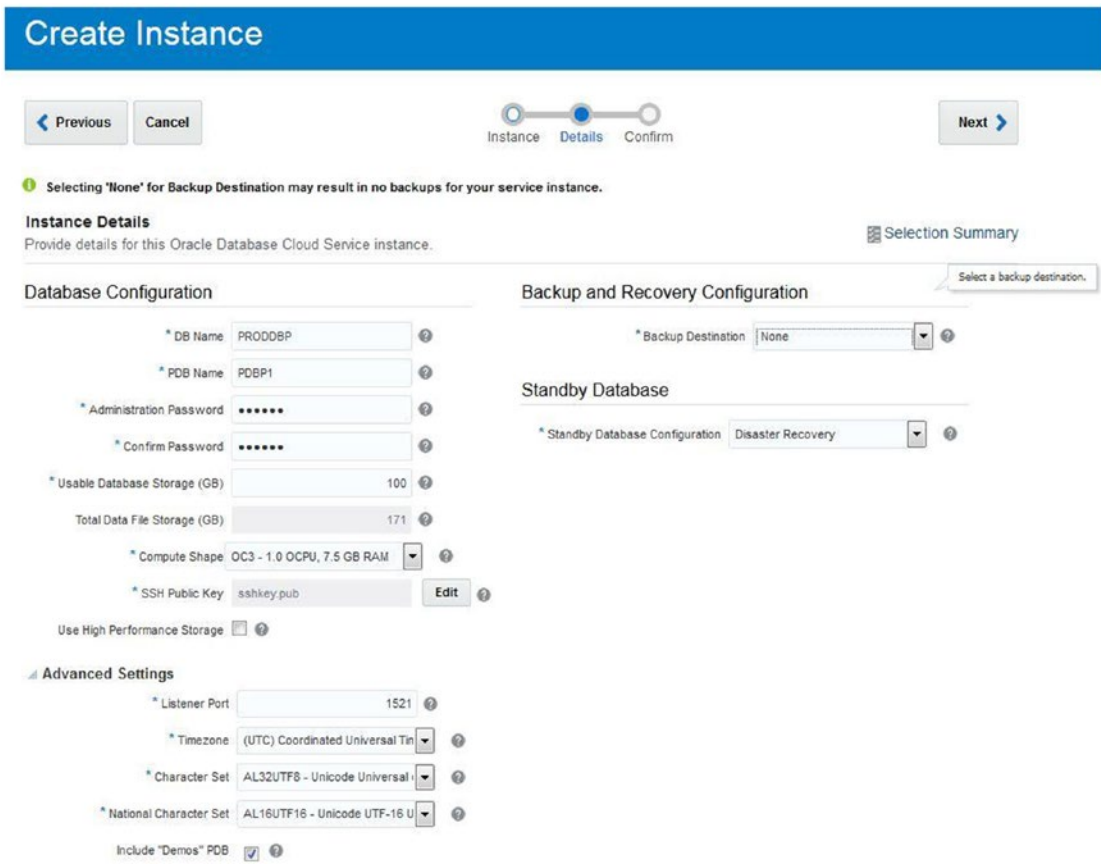 Create Instance
Previous
Cancel
Instance
Details
Confirm
Next
Selecting 'None' for Backup Destination may result in no backups for your service instance.
Instance Details
Provide details for this Oracle Database Cloud Service instance.
Selection Summary
Select a backup destination.
Database Configuration
* DB Name PRODDBP
* PDB Name PDBP1
* Administration Password ••••••
* Confirm Password ••••••
* Usable Database Storage (GB) 100
Total Data File Storage (GB) 171
* Compute Shape OC3 - 1.0 OCPU, 7.5 GB RAM
* SSH Public Key sshkey.pub Edit
Use High Performance Storage
Backup and Recovery Configuration
* Backup Destination None
Standby Database
* Standby Database Configuration Disaster Recovery
Advanced Settings
* Listener Port 1521
* Timezone (UTC) Coordinated Universal Tin
* Character Set AL32UTF8 - Unicode Universal
* National Character Set AL16UTF16 - Unicode UTF-16 U
Include "Demos" PDB